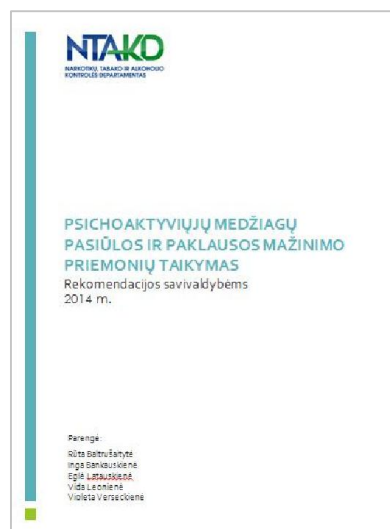 NTAKD
NARKOTIKŲ, TABAKO IR ALKOHOLIO
KONTROLĖS DEPARTAMENTAS
PSICHOAKTYVIŲJŲ MEDŽIAGŲ
PASIŪLOS IR PAKLAUSOS MAŽINIMO
PRIEMONIŲ TAIKYMAS
Rekomendacijos savivaldybėms
2014 m.
Parengė:
Rūta Baltrušaitytė
Inga Bankauskienė
Eglė Latauskienė
Vida Leonienė
Violeta Verseckienė